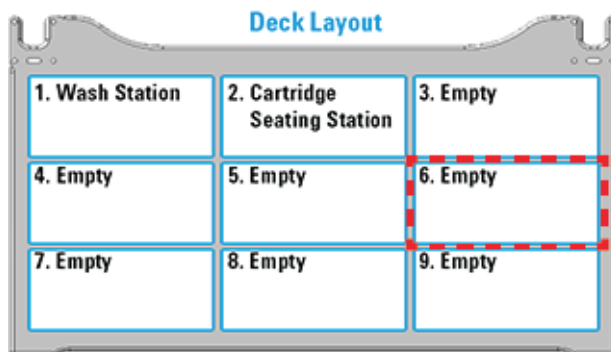 Deck Layout
1. Wash Station
2. Cartridge
Seating Station
3. Empty
4. Empty
5. Empty
6. Empty
7. Empty
8. Empty
9. Empty